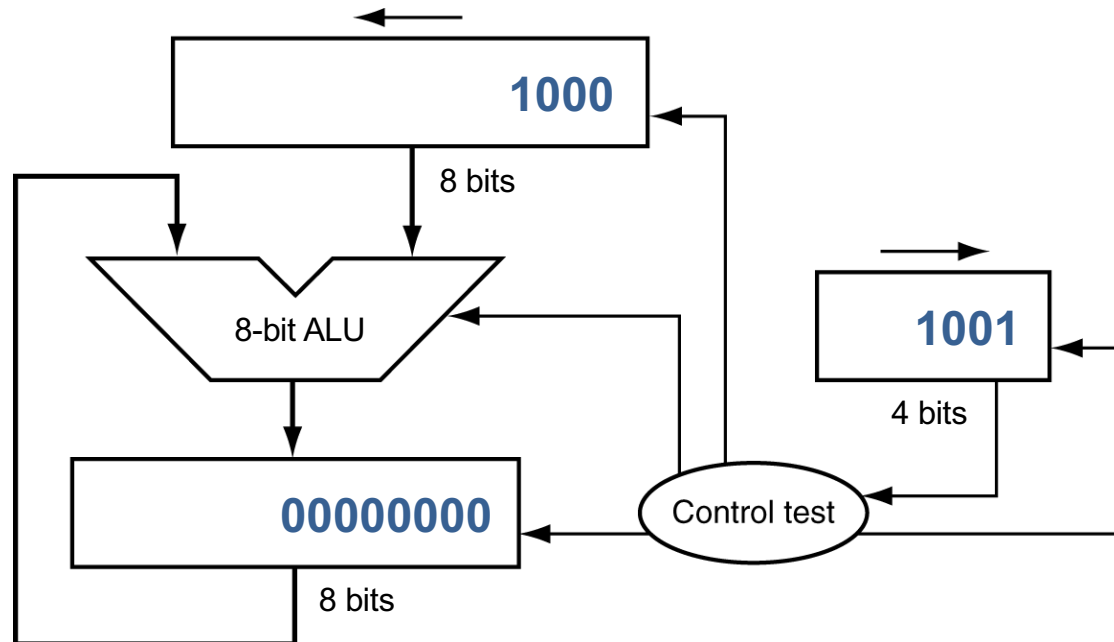 1000
8 bits
8-bit ALU
1001
4 bits
00000000
Control test
8 bits